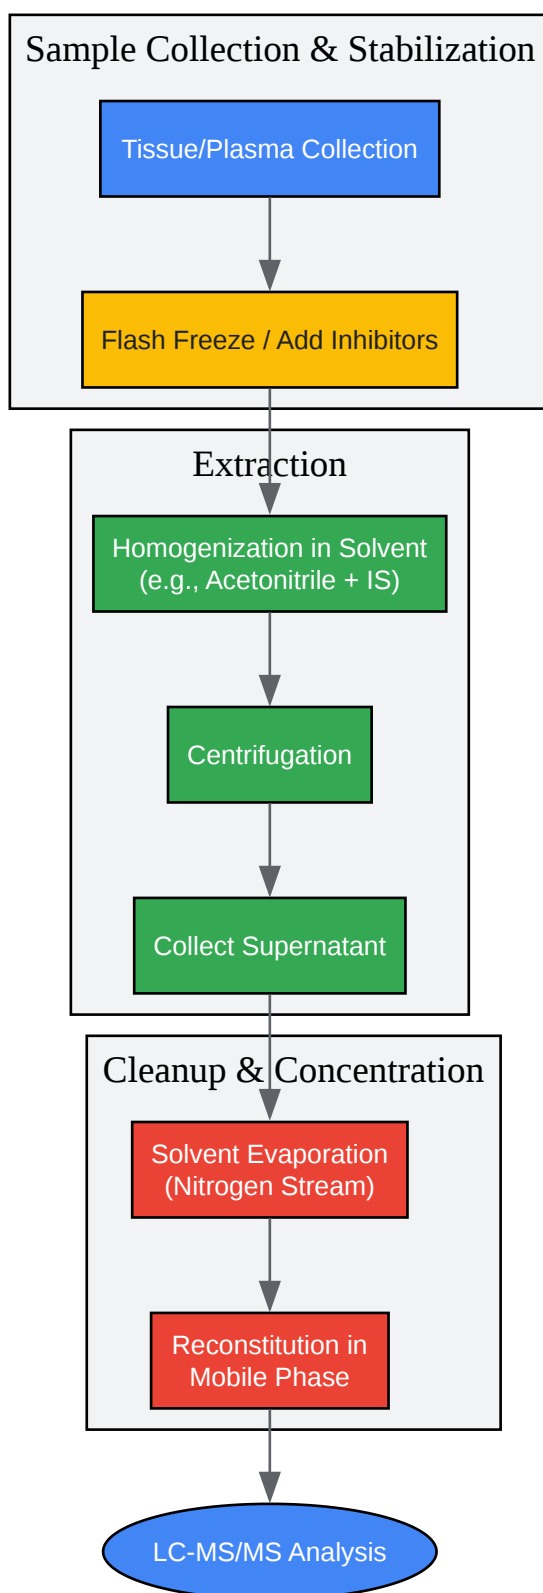 Sample Collection & Stabilization
Tissue/Plasma Collection
Flash Freeze / Add Inhibitors
Extraction
Homogenization in Solvent
(e.g., Acetonitrile + IS)
Centrifugation
Collect Supernatant
Cleanup & Concentration
Solvent Evaporation
(Nitrogen Stream)
Reconstitution in
Mobile Phase
LC-MS/MS Analysis